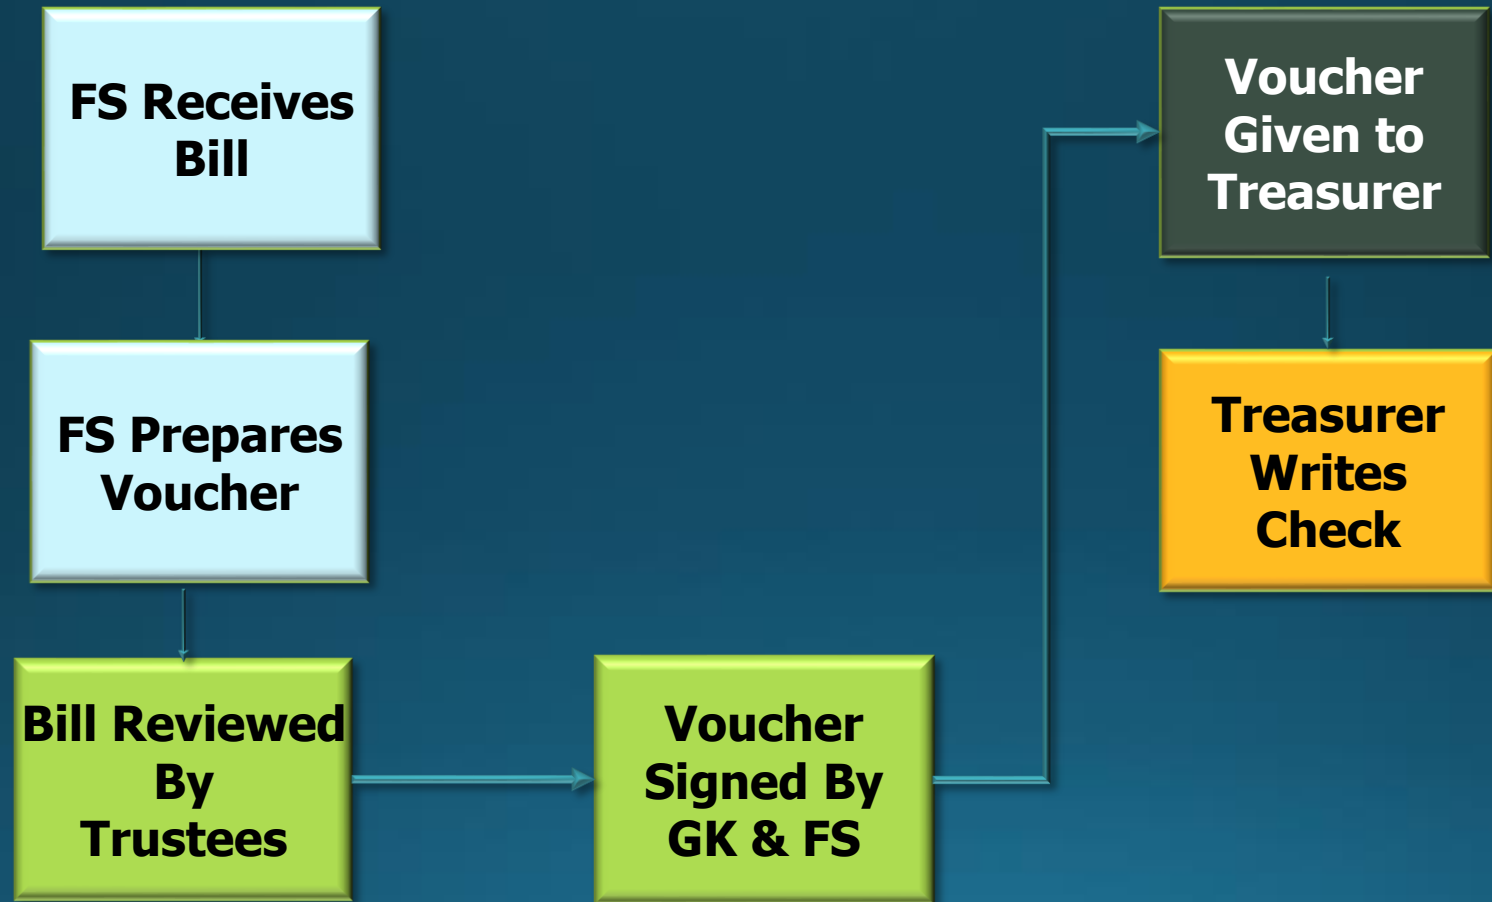 FS Receives
Bill
FS Prepares
Voucher
Bill Reviewed
By
Trustees
Voucher
Signed By
GK & FS
Voucher
Given to
Treasurer
Treasurer
Writes
Check